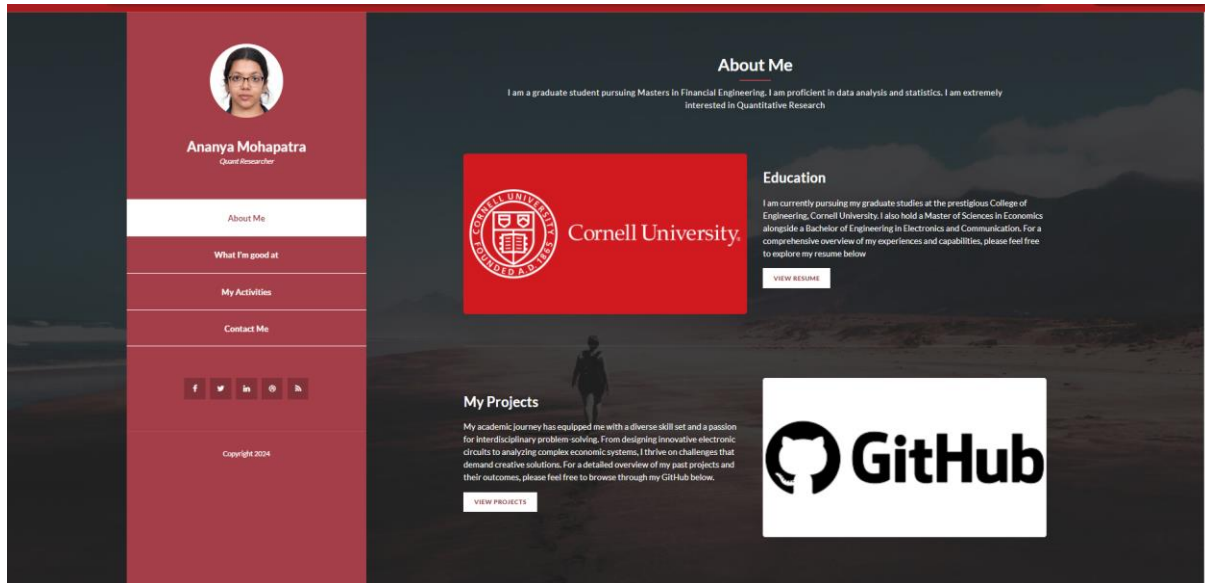 Ananya Mohapatra
Quant Researcher
About Me
What I'm good at
My Activities
Contact Me
Copyright 2024
About Me
I am a graduate student pursuing Masters in Financial Engineering. I am proficient in data analysis and statistics. I am extremely
interested in Quantitative Research
CORNELL UNIVERSITY
FOUNDED A.D. 1865
Cornell University.
Education
I am currently pursuing my graduate studies at the prestigious College of
Engineering, Cornell University. I also hold a Master of Sciences in Economics
alongside a Bachelor of Engineering in Electronics and Communication. For a
comprehensive overview of my experiences and capabilities, please feel free
to explore my resume below
VIEW RESUME
My Projects
My academic journey has equipped me with a diverse skill set and a passion
for interdisciplinary problem-solving. From designing innovative electronic
circuits to analyzing complex economic systems, I thrive on challenges that
demand creative solutions. For a detailed overview of my past projects and
their outcomes, please feel free to browse through my GitHub below.
VIEW PROJECTS
GitHub